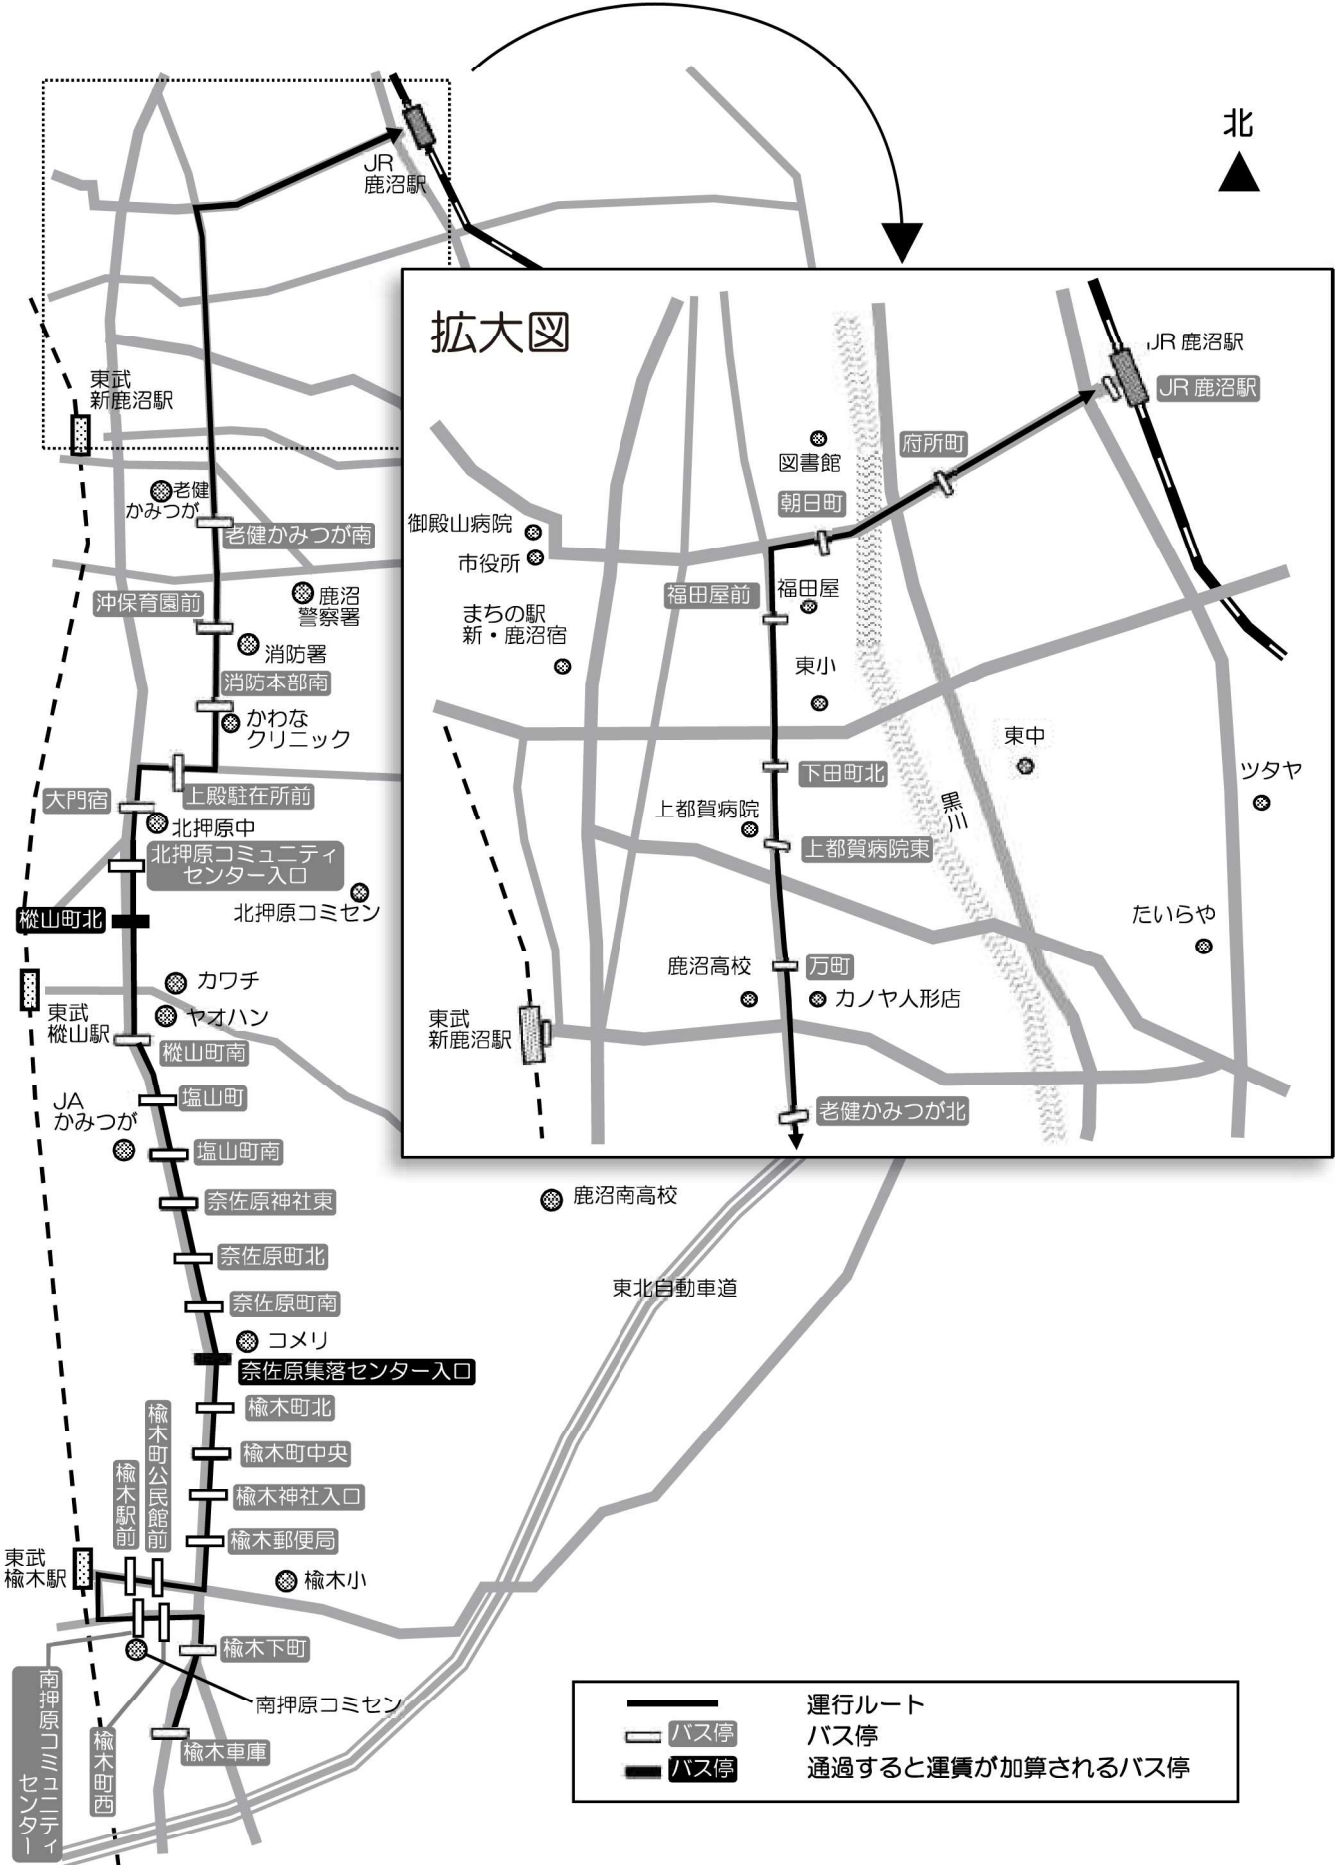 北
JR
鹿沼駅
東武
新鹿沼駅
老健
かみつが
老健かみつが南
沖保育園前
鹿沼
警察署
消防署
消防本部南
かわな
クリニック
上殿駐在所前
大門宿
北押原中
北押原コミュニティ
センター入口
北押原コミセン
樅山町北
カワチ
東武
樅山駅
ヤオハン
樅山町南
JA
かみつが
塩山町
塩山町南
奈佐原神社東
奈佐原町北
奈佐原町南
コメリ
奈佐原集落センター入口
楡木町北
楡木町中央
楡木神社入口
楡木郵便局
楡木町公民館前
楡木駅前
東武
楡木駅
楡木小
楡木下町
南押原コミセン
楡木車庫
楡木町西
南押原コミュニティ
センター
鹿沼南高校
東北自動車道
拡大図
JR 鹿沼駅
JR 鹿沼駅
府所町
図書館
朝日町
御殿山病院
市役所
福田屋前
福田屋
まちの駅
新・鹿沼宿
東小
下田町北
東中
ツタヤ
上都賀病院
黒川
上都賀病院東
たいらや
鹿沼高校
万町
カノヤ人形店
東武
新鹿沼駅
老健かみつが北
運行ルート
バス停
バス停
バス停
通過すると運賃が加算されるバス停